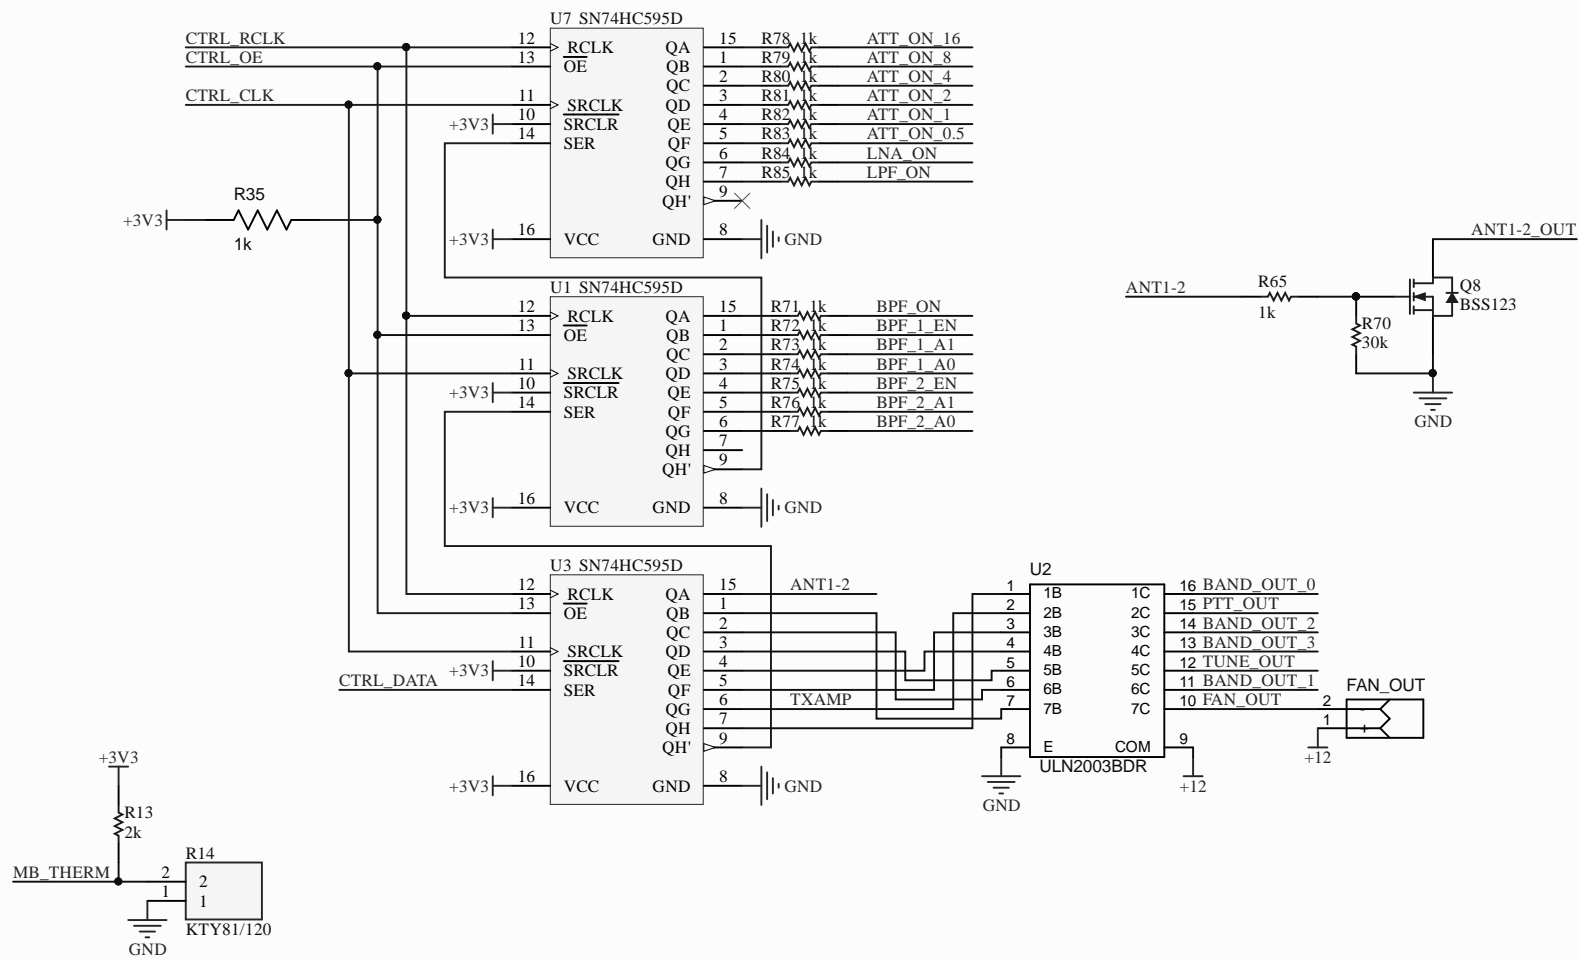 U7 SN74HC595D
CTRL_RCLK 12 RCLK QA 15 R78 1k ATT_ON_16
CTRL_OE 13 OE QB 1 R79 1k ATT_ON_8
QC 2 R80 1k ATT_ON_4
CTRL_CLK 11 SRCLK QD 3 R81 1k ATT_ON_2
+3V3 10 SRCLR QE 4 R82 1k ATT_ON_1
14 SER QF 5 R83 1k ATT_ON_0.5
QG 6 R84 1k LNA_ON
QH 7 R85 1k LPF_ON
QH' 9
+3V3 16 VCC GND 8 GND
R35
+3V3
1k
U1 SN74HC595D
12 RCLK QA 15 R71 1k BPF_ON
13 OE QB 1 R72 1k BPF_1_EN
QC 2 R73 1k BPF_1_A1
11 SRCLK QD 3 R74 1k BPF_1_A0
+3V3 10 SRCLR QE 4 R75 1k BPF_2_EN
14 SER QF 5 R76 1k BPF_2_A1
QG 6 R77 1k BPF_2_A0
QH 7
QH' 9
+3V3 16 VCC GND 8 GND
ANT1-2_OUT
ANT1-2 R65 1k
Q8
BSS123
R70
30k
GND
U3 SN74HC595D
12 RCLK QA 15 ANT1-2
13 OE QB 1
QC 2
11 SRCLK QD 3
+3V3 10 SRCLR QE 4
CTRL_DATA 14 SER QF 5
QG 6 TXAMP
QH 7
QH' 9
+3V3 16 VCC GND 8 GND
U2
1 1B 1C 16 BAND_OUT_0
2 2B 2C 15 PTT_OUT
3 3B 3C 14 BAND_OUT_2
4 4B 4C 13 BAND_OUT_3
5 5B 5C 12 TUNE_OUT
6 6B 6C 11 BAND_OUT_1
7 7B 7C 10 FAN_OUT
8 E COM 9
ULN2003BDR
GND
+12
FAN_OUT
2 -
1 +
+12
+3V3
R13
2k
R14
MB_THERM 2 2
1 1
KTY81/120
GND